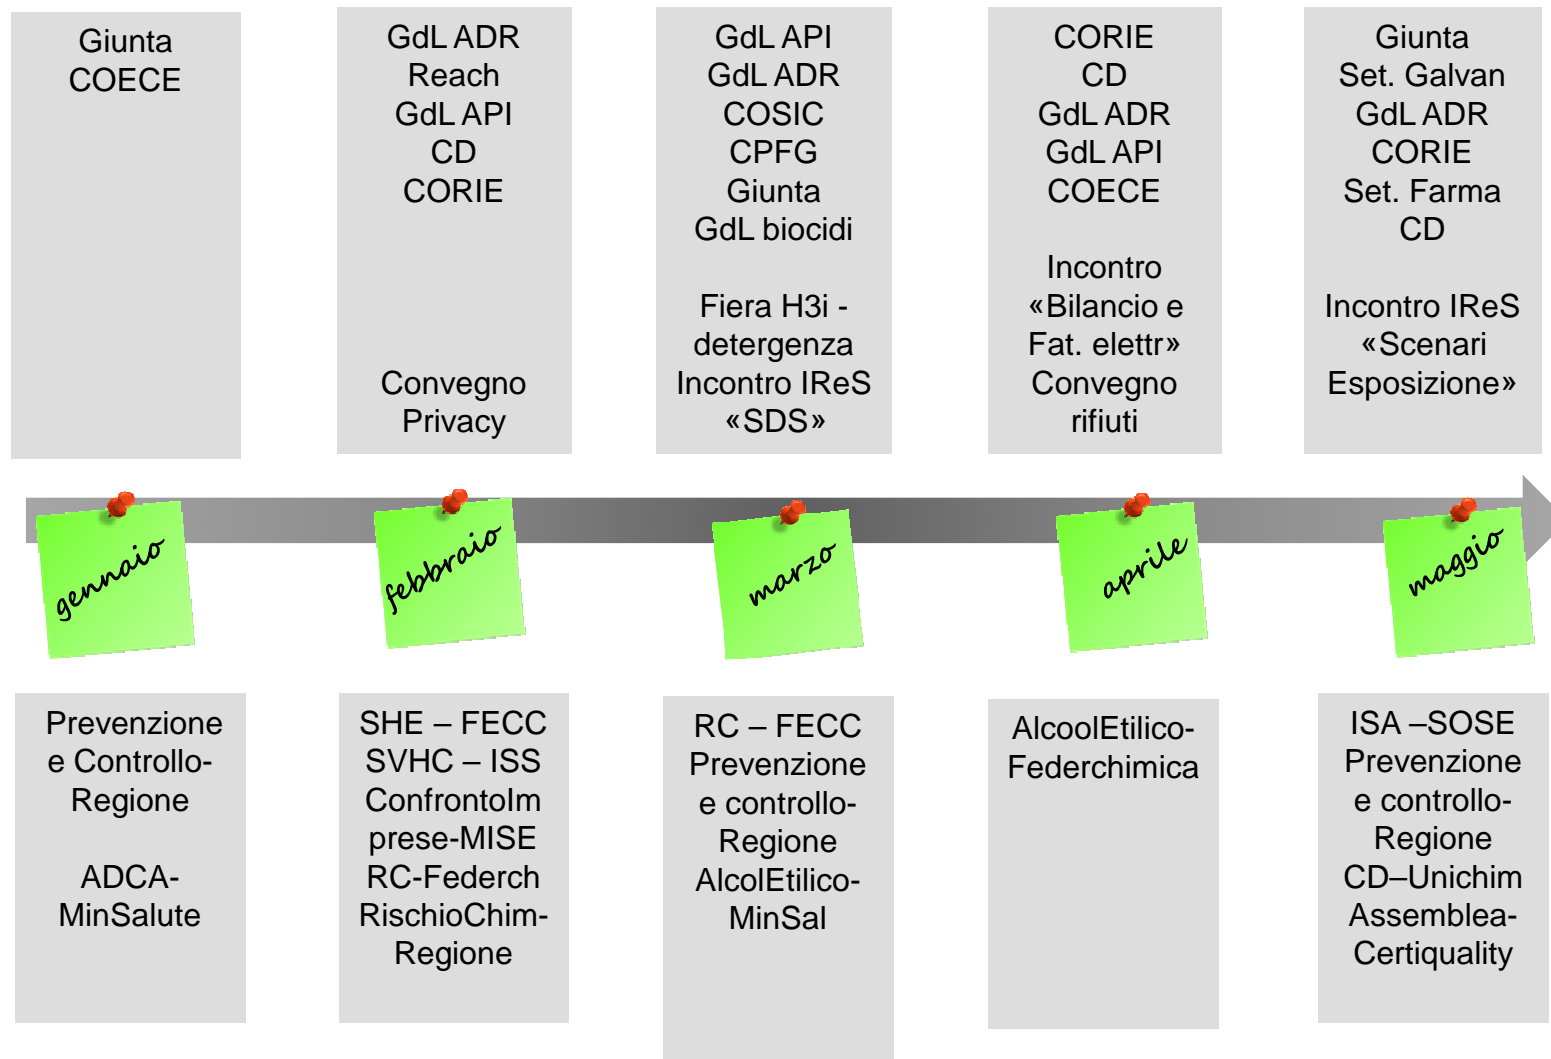 Giunta
COECE
GdL ADR
Reach
GdL API
CD
CORIE
Convegno
Privacy
GdL API
GdL ADR
COSIC
CPFG
Giunta
GdL biocidi
Fiera H3i -
detergenza
Incontro IReS
«SDS»
CORIE
CD
GdL ADR
GdL API
COECE
Incontro
«Bilancio e
Fat. elettr»
Convegno
rifiuti
Giunta
Set. Galvan
GdL ADR
CORIE
Set. Farma
CD
Incontro IReS
«Scenari
Esposizione»
gennaio
febbraio
marzo
aprile
maggio
Prevenzione
e Controllo-
Regione
ADCA-
MinSalute
SHE – FECC
SVHC – ISS
ConfrontoIm
prese-MISE
RC-Federch
RischioChim-
Regione
RC – FECC
Prevenzione
e controllo-
Regione
AlcolEtilico-
MinSal
AlcoolEtilico-
Federchimica
ISA –SOSE
Prevenzione
e controllo-
Regione
CD–Unichim
Assemblea-
Certiquality